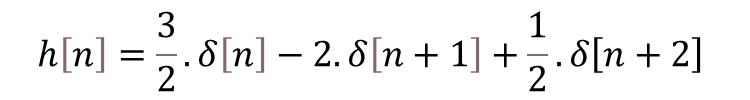 h[n] = 3/2 . δ[n] − 2. δ[n + 1] + 1/2 . δ[n + 2]